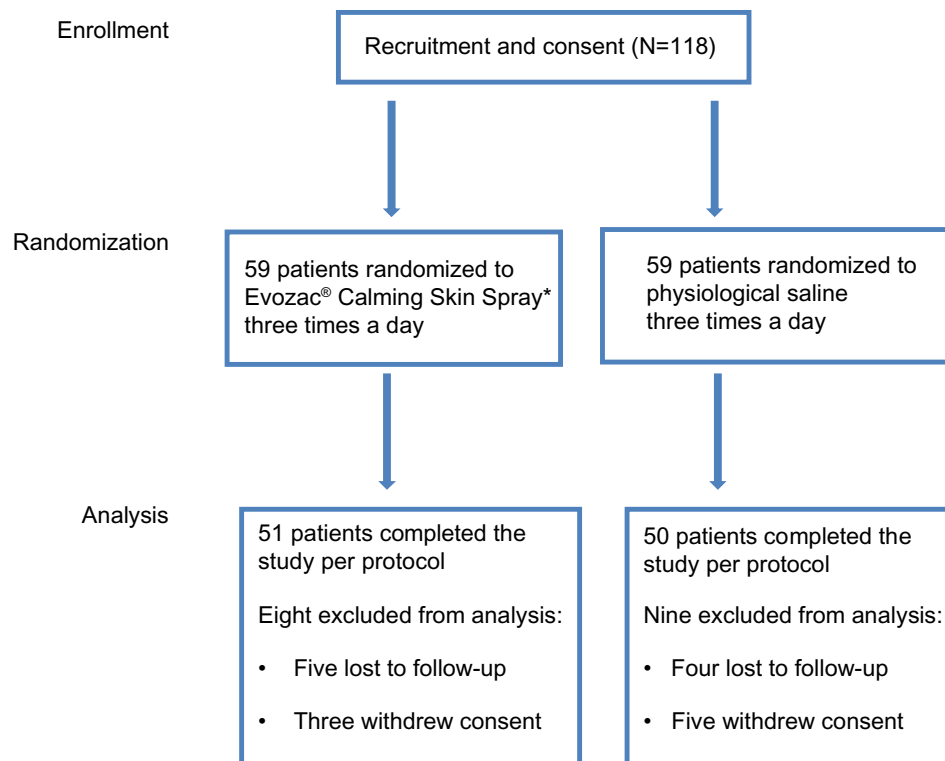 Enrollment
Recruitment and consent (N=118)
Randomization
59 patients randomized to
Evozac® Calming Skin Spray*
three times a day
59 patients randomized to
physiological saline
three times a day
Analysis
51 patients completed the
study per protocol
Eight excluded from analysis:
• Five lost to follow-up
• Three withdrew consent
50 patients completed the
study per protocol
Nine excluded from analysis:
• Four lost to follow-up
• Five withdrew consent